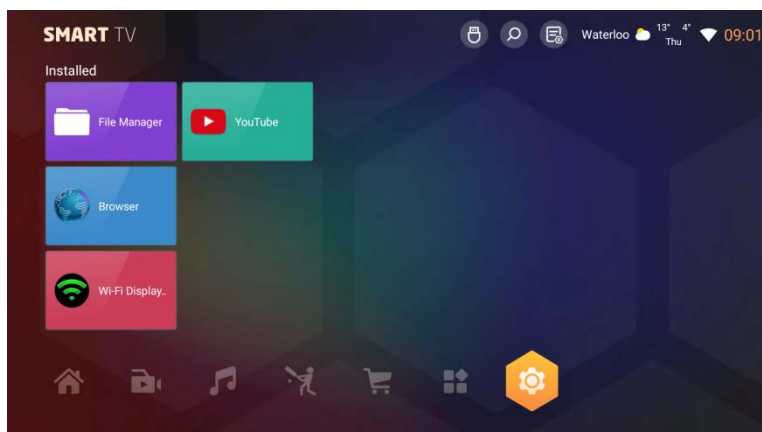 SMART TV
Waterloo 13° 4° Thu 09:01
Installed
File Manager
YouTube
Browser
Wi-Fi Display..